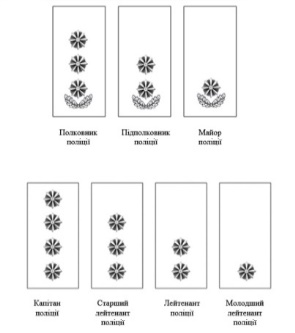 Полковник Підполковник Майор
поліції поліції поліції
Капітан Старший Лейтенант Молодший
поліції лейтенант поліції лейтенант
поліції поліції